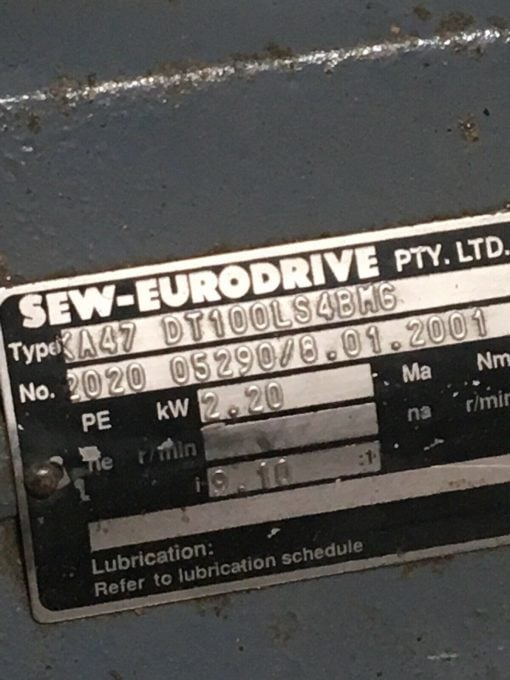 SEW-EURODRIVE PTY. LTD.
Type KA47 DT100LS4BMG
No. 2020 05290/8.01.2001
PE kW 2.20 Ma Nm
ne r/min na r/min
i 9.10 :1
Lubrication:
Refer to lubrication schedule